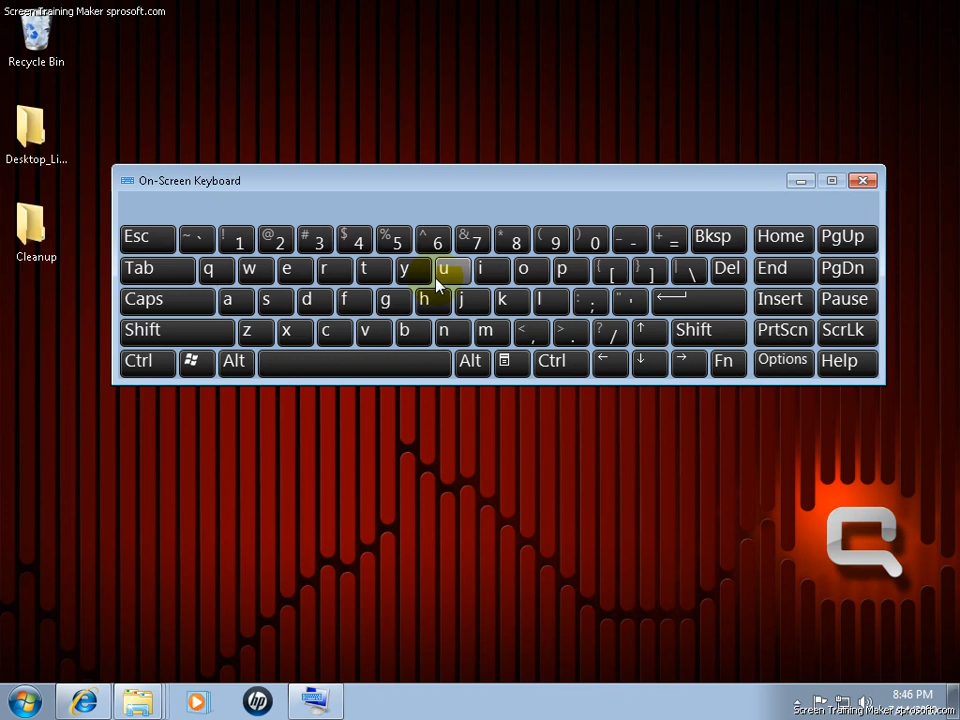 Screen Training Maker sprosoft.com
Recycle Bin
Desktop_Li...
Cleanup
On-Screen Keyboard
Esc ~ ` ! 1 @ 2 # 3 $ 4 % 5 ^ 6 & 7 * 8 ( 9 ) 0 _ - + = Bksp Home PgUp
Tab q w e r t y u i o p { [ } ] | \ Del End PgDn
Caps a s d f g h j k l : ; " ' Insert Pause
Shift z x c v b n m < , > . ? / ↑ Shift PrtScn ScrLk
Ctrl Alt Alt Ctrl ← ↓ → Fn Options Help
hp
8:46 PM
Screen Training Maker sprosoft.com